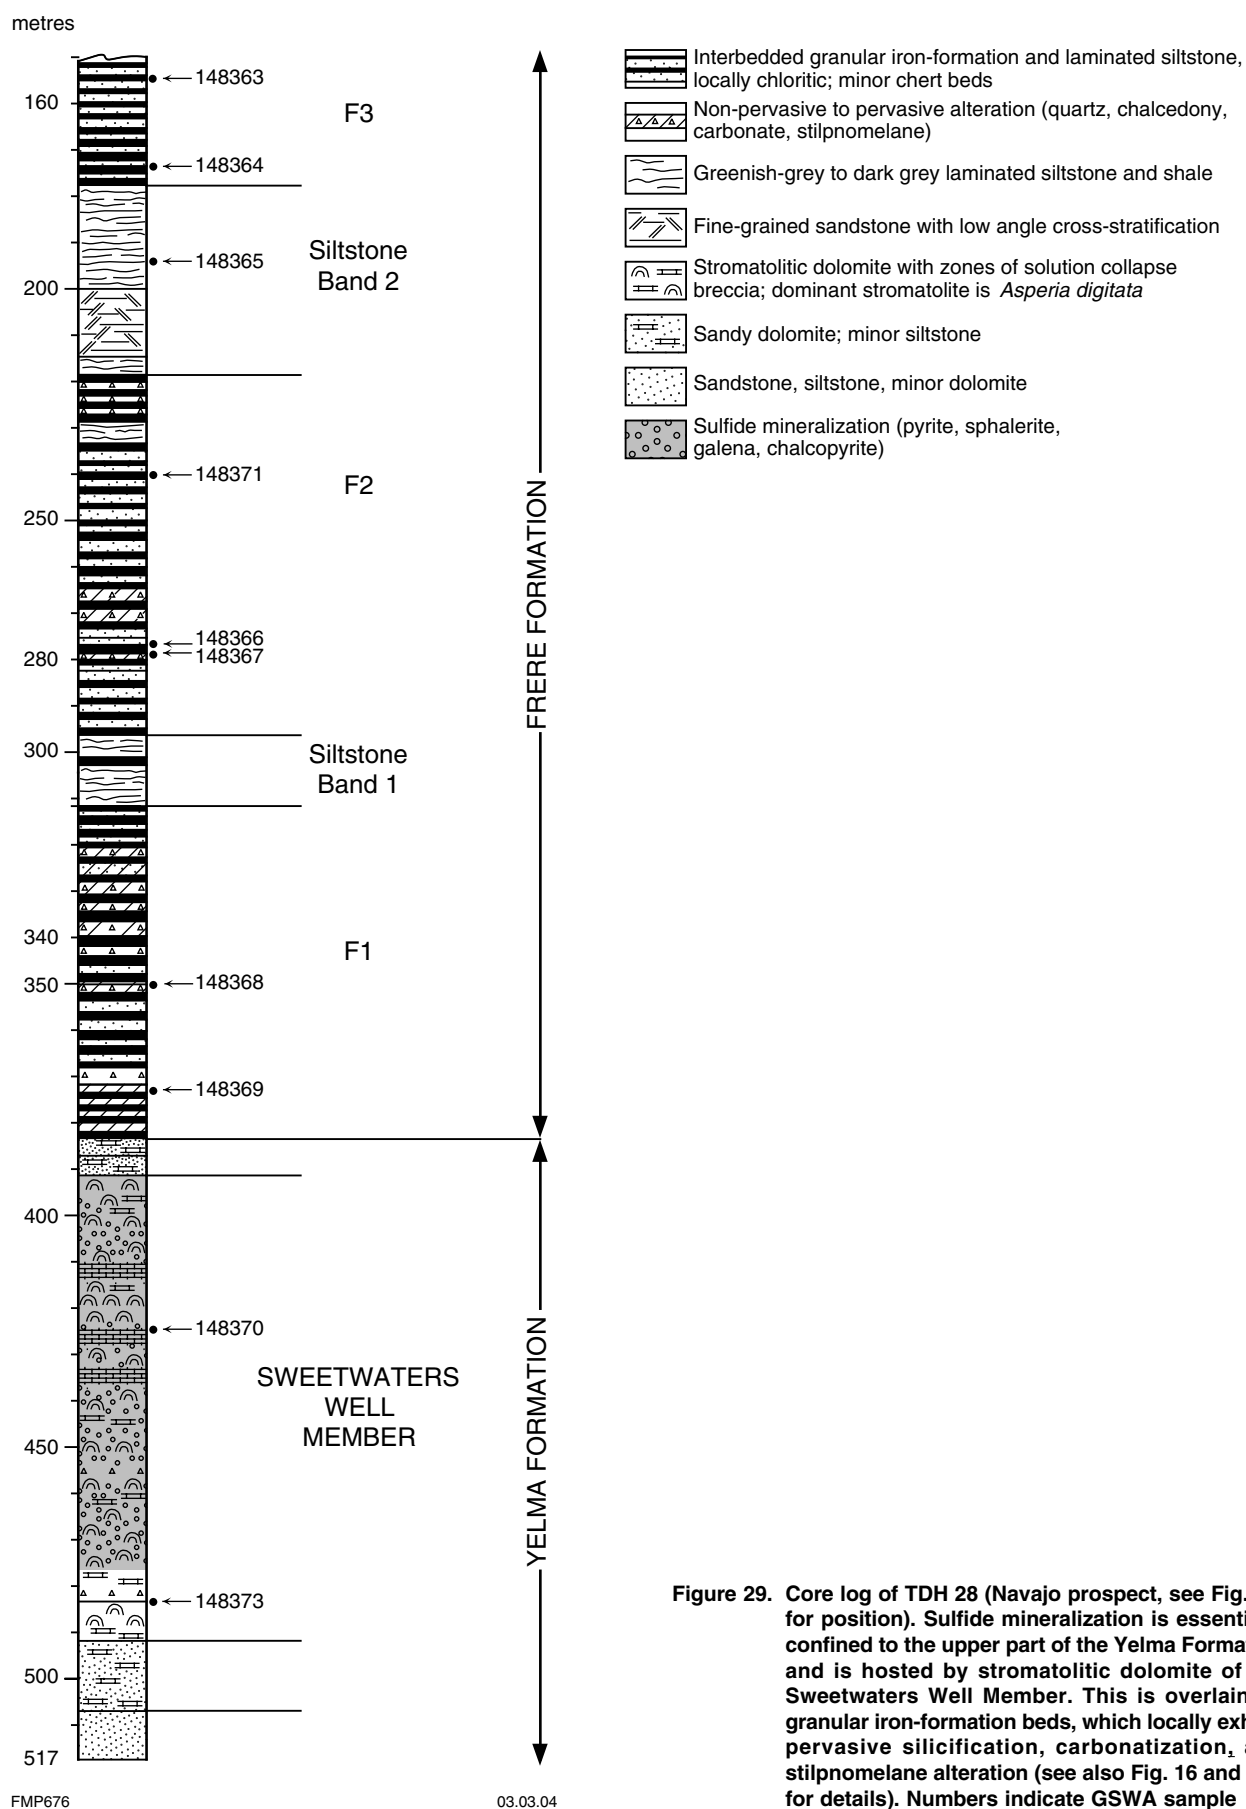 metres
160
200
250
280
300
340
350
400
450
500
517
148363
148364
148365
148371
148366
148367
148368
148369
148370
148373
F3
Siltstone
Band 2
F2
Siltstone
Band 1
F1
SWEETWATERS
WELL
MEMBER
FRERE FORMATION
YELMA FORMATION
Interbedded granular iron-formation and laminated siltstone,
locally chloritic; minor chert beds
Non-pervasive to pervasive alteration (quartz, chalcedony,
carbonate, stilpnomelane)
Greenish-grey to dark grey laminated siltstone and shale
Fine-grained sandstone with low angle cross-stratification
Stromatolitic dolomite with zones of solution collapse
breccia; dominant stromatolite is Asperia digitata
Sandy dolomite; minor siltstone
Sandstone, siltstone, minor dolomite
Sulfide mineralization (pyrite, sphalerite,
galena, chalcopyrite)
Figure 29. Core log of TDH 28 (Navajo prospect, see Fig.
for position). Sulfide mineralization is essenti
confined to the upper part of the Yelma Format
and is hosted by stromatolitic dolomite of
Sweetwaters Well Member. This is overlain
granular iron-formation beds, which locally exh
pervasive silicification, carbonatization, a
stilpnomelane alteration (see also Fig. 16 and
for details). Numbers indicate GSWA sample
FMP676
03.03.04